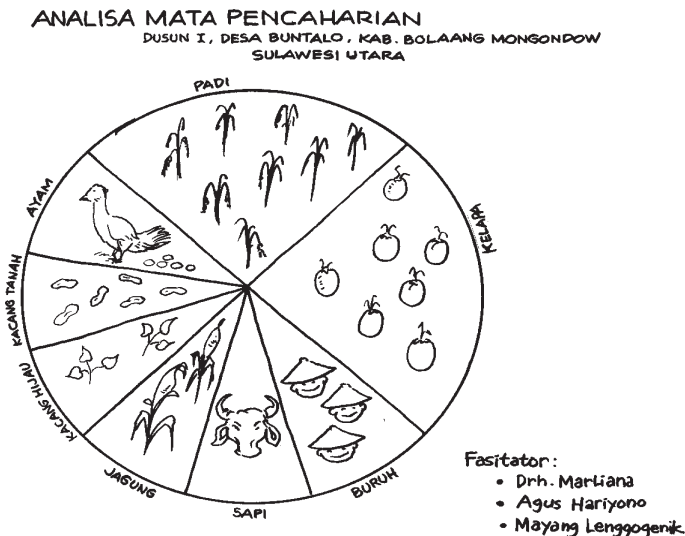 ANALISA MATA PENCAHARIAN
DUSUN I, DESA BUNTALO, KAB. BOLAANG MONGONDOW
SULAWESI UTARA
PADI
KELAPA
BURUH
SAPI
JAGUNG
KACANG HIJAU
KACANG TANAH
AYAM
Fasitator:
• Drh. Marliana
• Agus Hariyono
• Mayang Lenggogenik